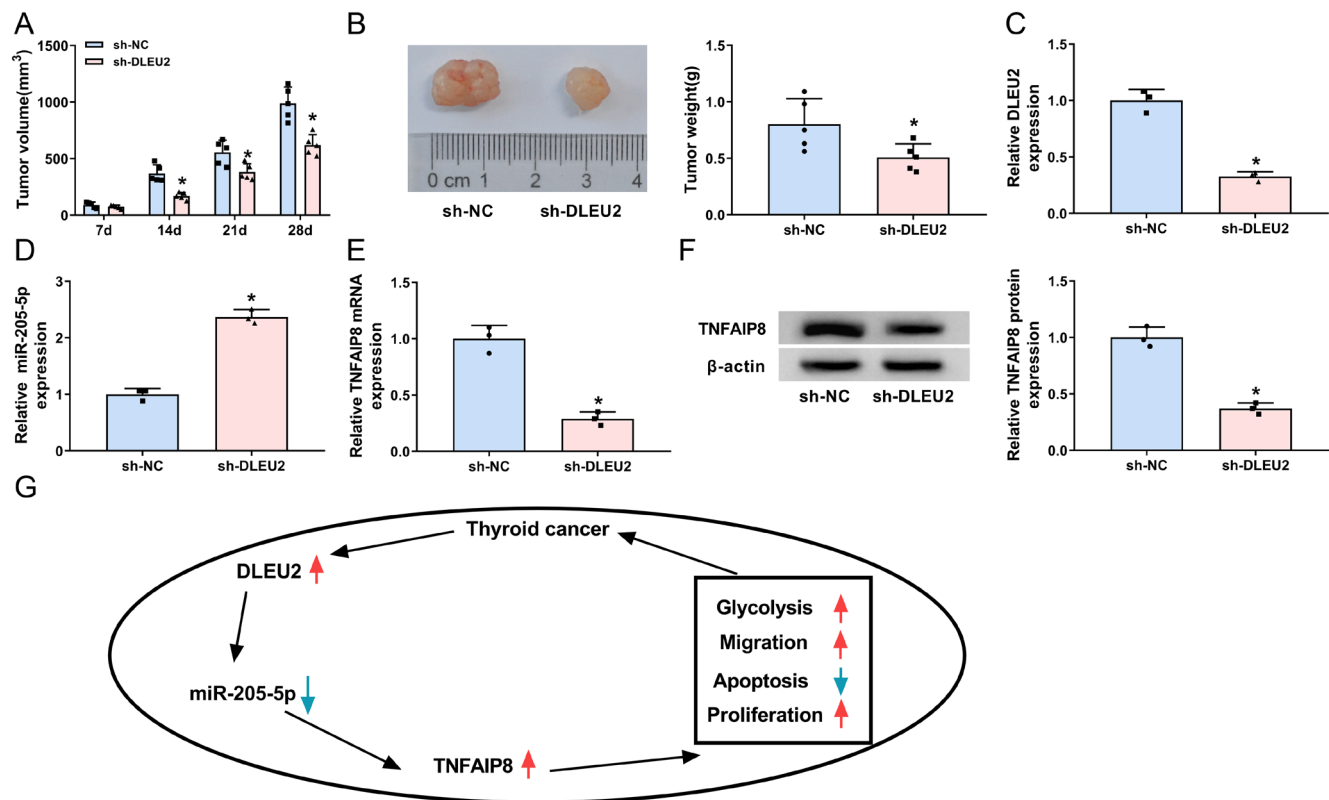 A
sh-NC
sh-DLEU2
Tumor volume(mm³)
1500
1000
500
0
*
*
*
7d
14d
21d
28d
B
0 cm 1 2 3 4
sh-NC
sh-DLEU2
Tumor weight(g)
1.5
1.0
0.5
0.0
*
sh-NC
sh-DLEU2
C
Relative DLEU2
expression
1.5
1.0
0.5
0.0
*
sh-NC
sh-DLEU2
D
Relative miR-205-5p
expression
3
2
1
0
*
sh-NC
sh-DLEU2
E
Relative TNFAIP8 mRNA
expression
1.5
1.0
0.5
0.0
*
sh-NC
sh-DLEU2
F
TNFAIP8
β-actin
sh-NC
sh-DLEU2
Relative TNFAIP8 protein
expression
1.5
1.0
0.5
0.0
*
sh-NC
sh-DLEU2
G
Thyroid cancer
DLEU2
miR-205-5p
TNFAIP8
Glycolysis
Migration
Apoptosis
Proliferation